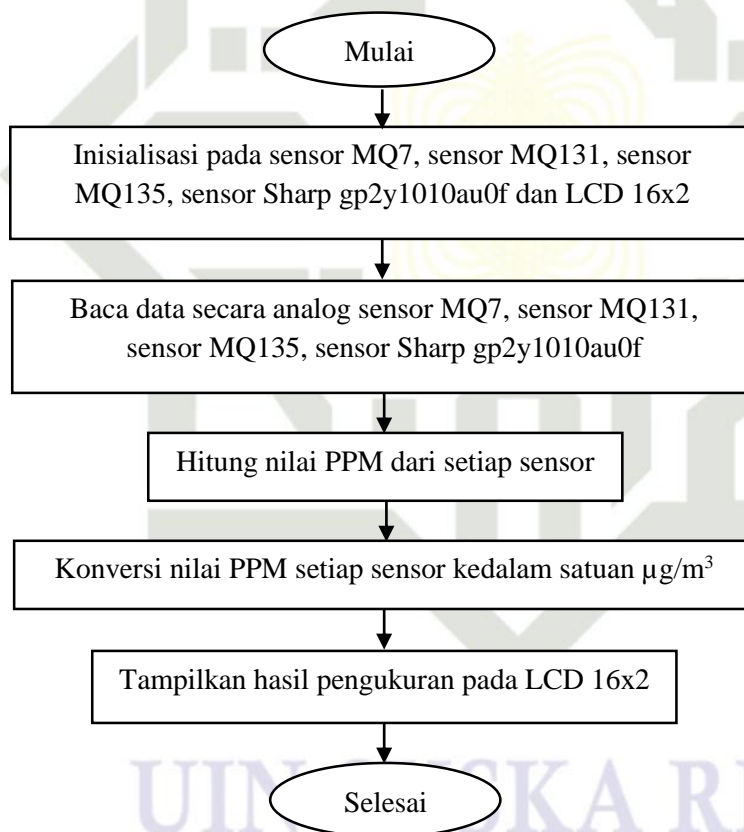 Mulai
Inisialisasi pada sensor MQ7, sensor MQ131, sensor
MQ135, sensor Sharp gp2y1010au0f dan LCD 16x2
Baca data secara analog sensor MQ7, sensor MQ131,
sensor MQ135, sensor Sharp gp2y1010au0f
Hitung nilai PPM dari setiap sensor
Konversi nilai PPM setiap sensor kedalam satuan µg/m³
Tampilkan hasil pengukuran pada LCD 16x2
Selesai
UIN